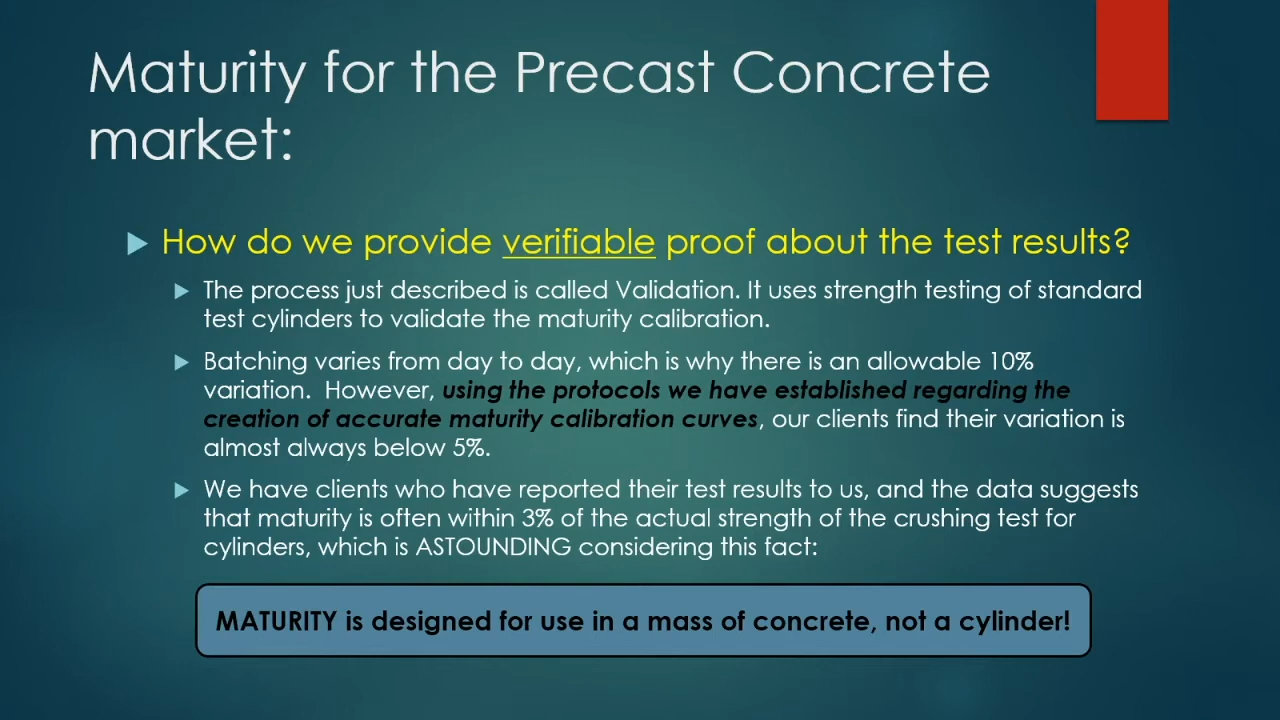 Maturity for the Precast Concrete
market:
How do we provide verifiable proof about the test results?
The process just described is called Validation. It uses strength testing of standard
test cylinders to validate the maturity calibration.
Batching varies from day to day, which is why there is an allowable 10%
variation.  However, using the protocols we have established regarding the
creation of accurate maturity calibration curves, our clients find their variation is
almost always below 5%.
We have clients who have reported their test results to us, and the data suggests
that maturity is often within 3% of the actual strength of the crushing test for
cylinders, which is ASTOUNDING considering this fact:
MATURITY is designed for use in a mass of concrete, not a cylinder!